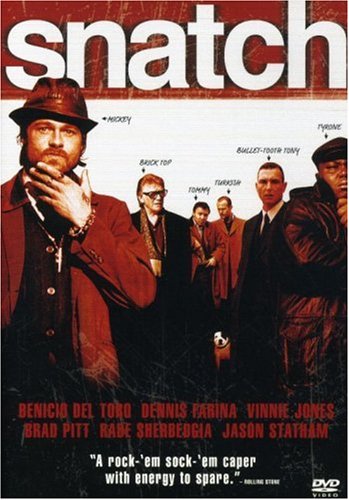 snatch
MICKEY
BRICK TOP
TOMMY
TURKISH
BULLET-TOOTH TONY
TYRONE
BENICIO DEL TORO DENNIS FARINA VINNIE JONES
BRAD PITT RADE SHERBEUGIA JASON STATHAM
"A rock-'em sock-'em caper
with energy to spare."
-ROLLING STONE
DVD
VIDEO